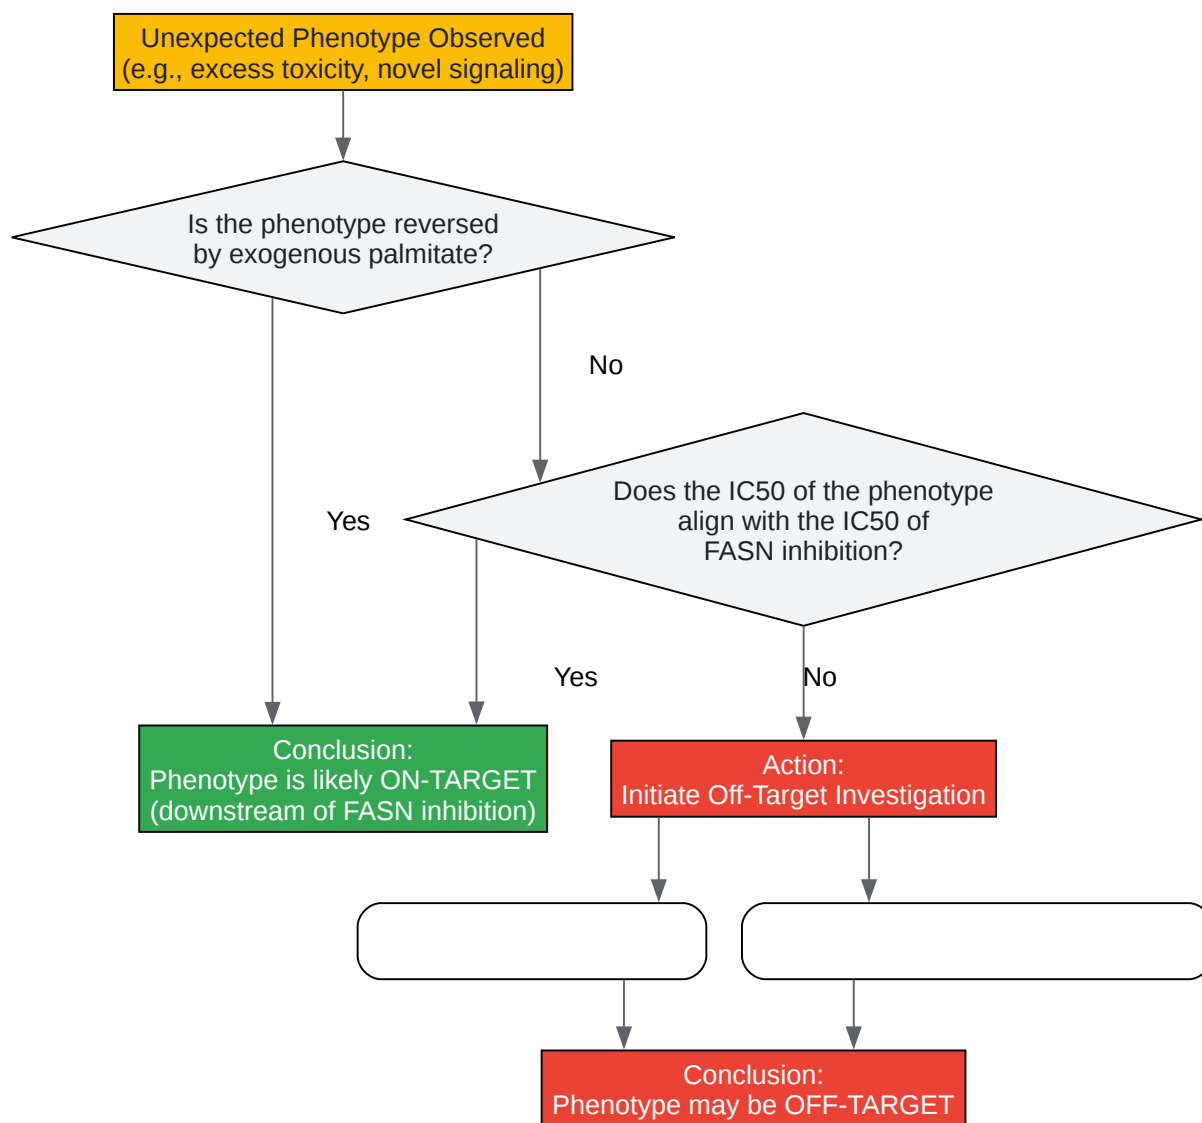 Unexpected Phenotype Observed
(e.g., excess toxicity, novel signaling)
Is the phenotype reversed
by exogenous palmitate?
No
Does the IC50 of the phenotype
align with the IC50 of
FASN inhibition?
Yes
Yes
No
Conclusion:
Phenotype is likely ON-TARGET
(downstream of FASN inhibition)
Action:
Initiate Off-Target Investigation
Conclusion:
Phenotype may be OFF-TARGET